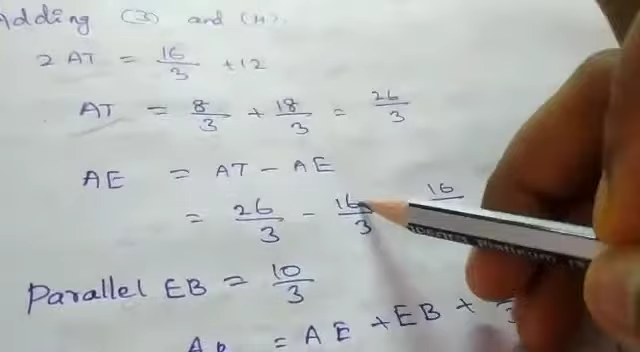 Adding (3) and (4).
2 AT = 16/3 + 12
AT = 8/3 + 18/3 = 26/3
AE = AT - AE
= 26/3 - 16/3 16
Parallel EB = 10/3
= AE + EB +